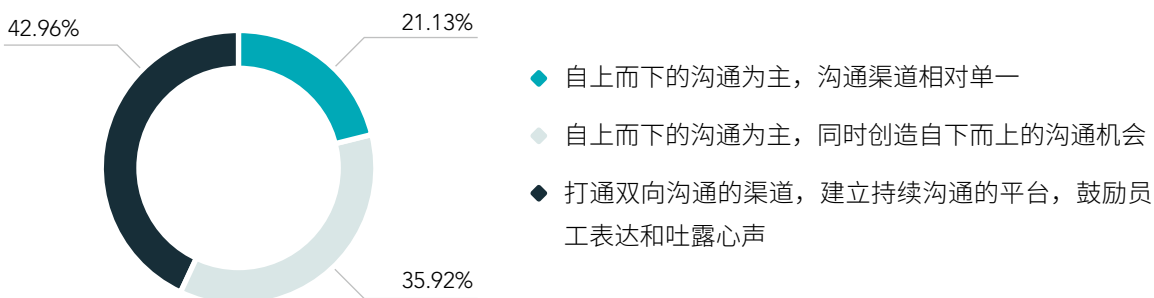 42.96%
21.13%
35.92%
自上而下的沟通为主，沟通渠道相对单一
自上而下的沟通为主，同时创造自下而上的沟通机会
打通双向沟通的渠道，建立持续沟通的平台，鼓励员
工表达和吐露心声